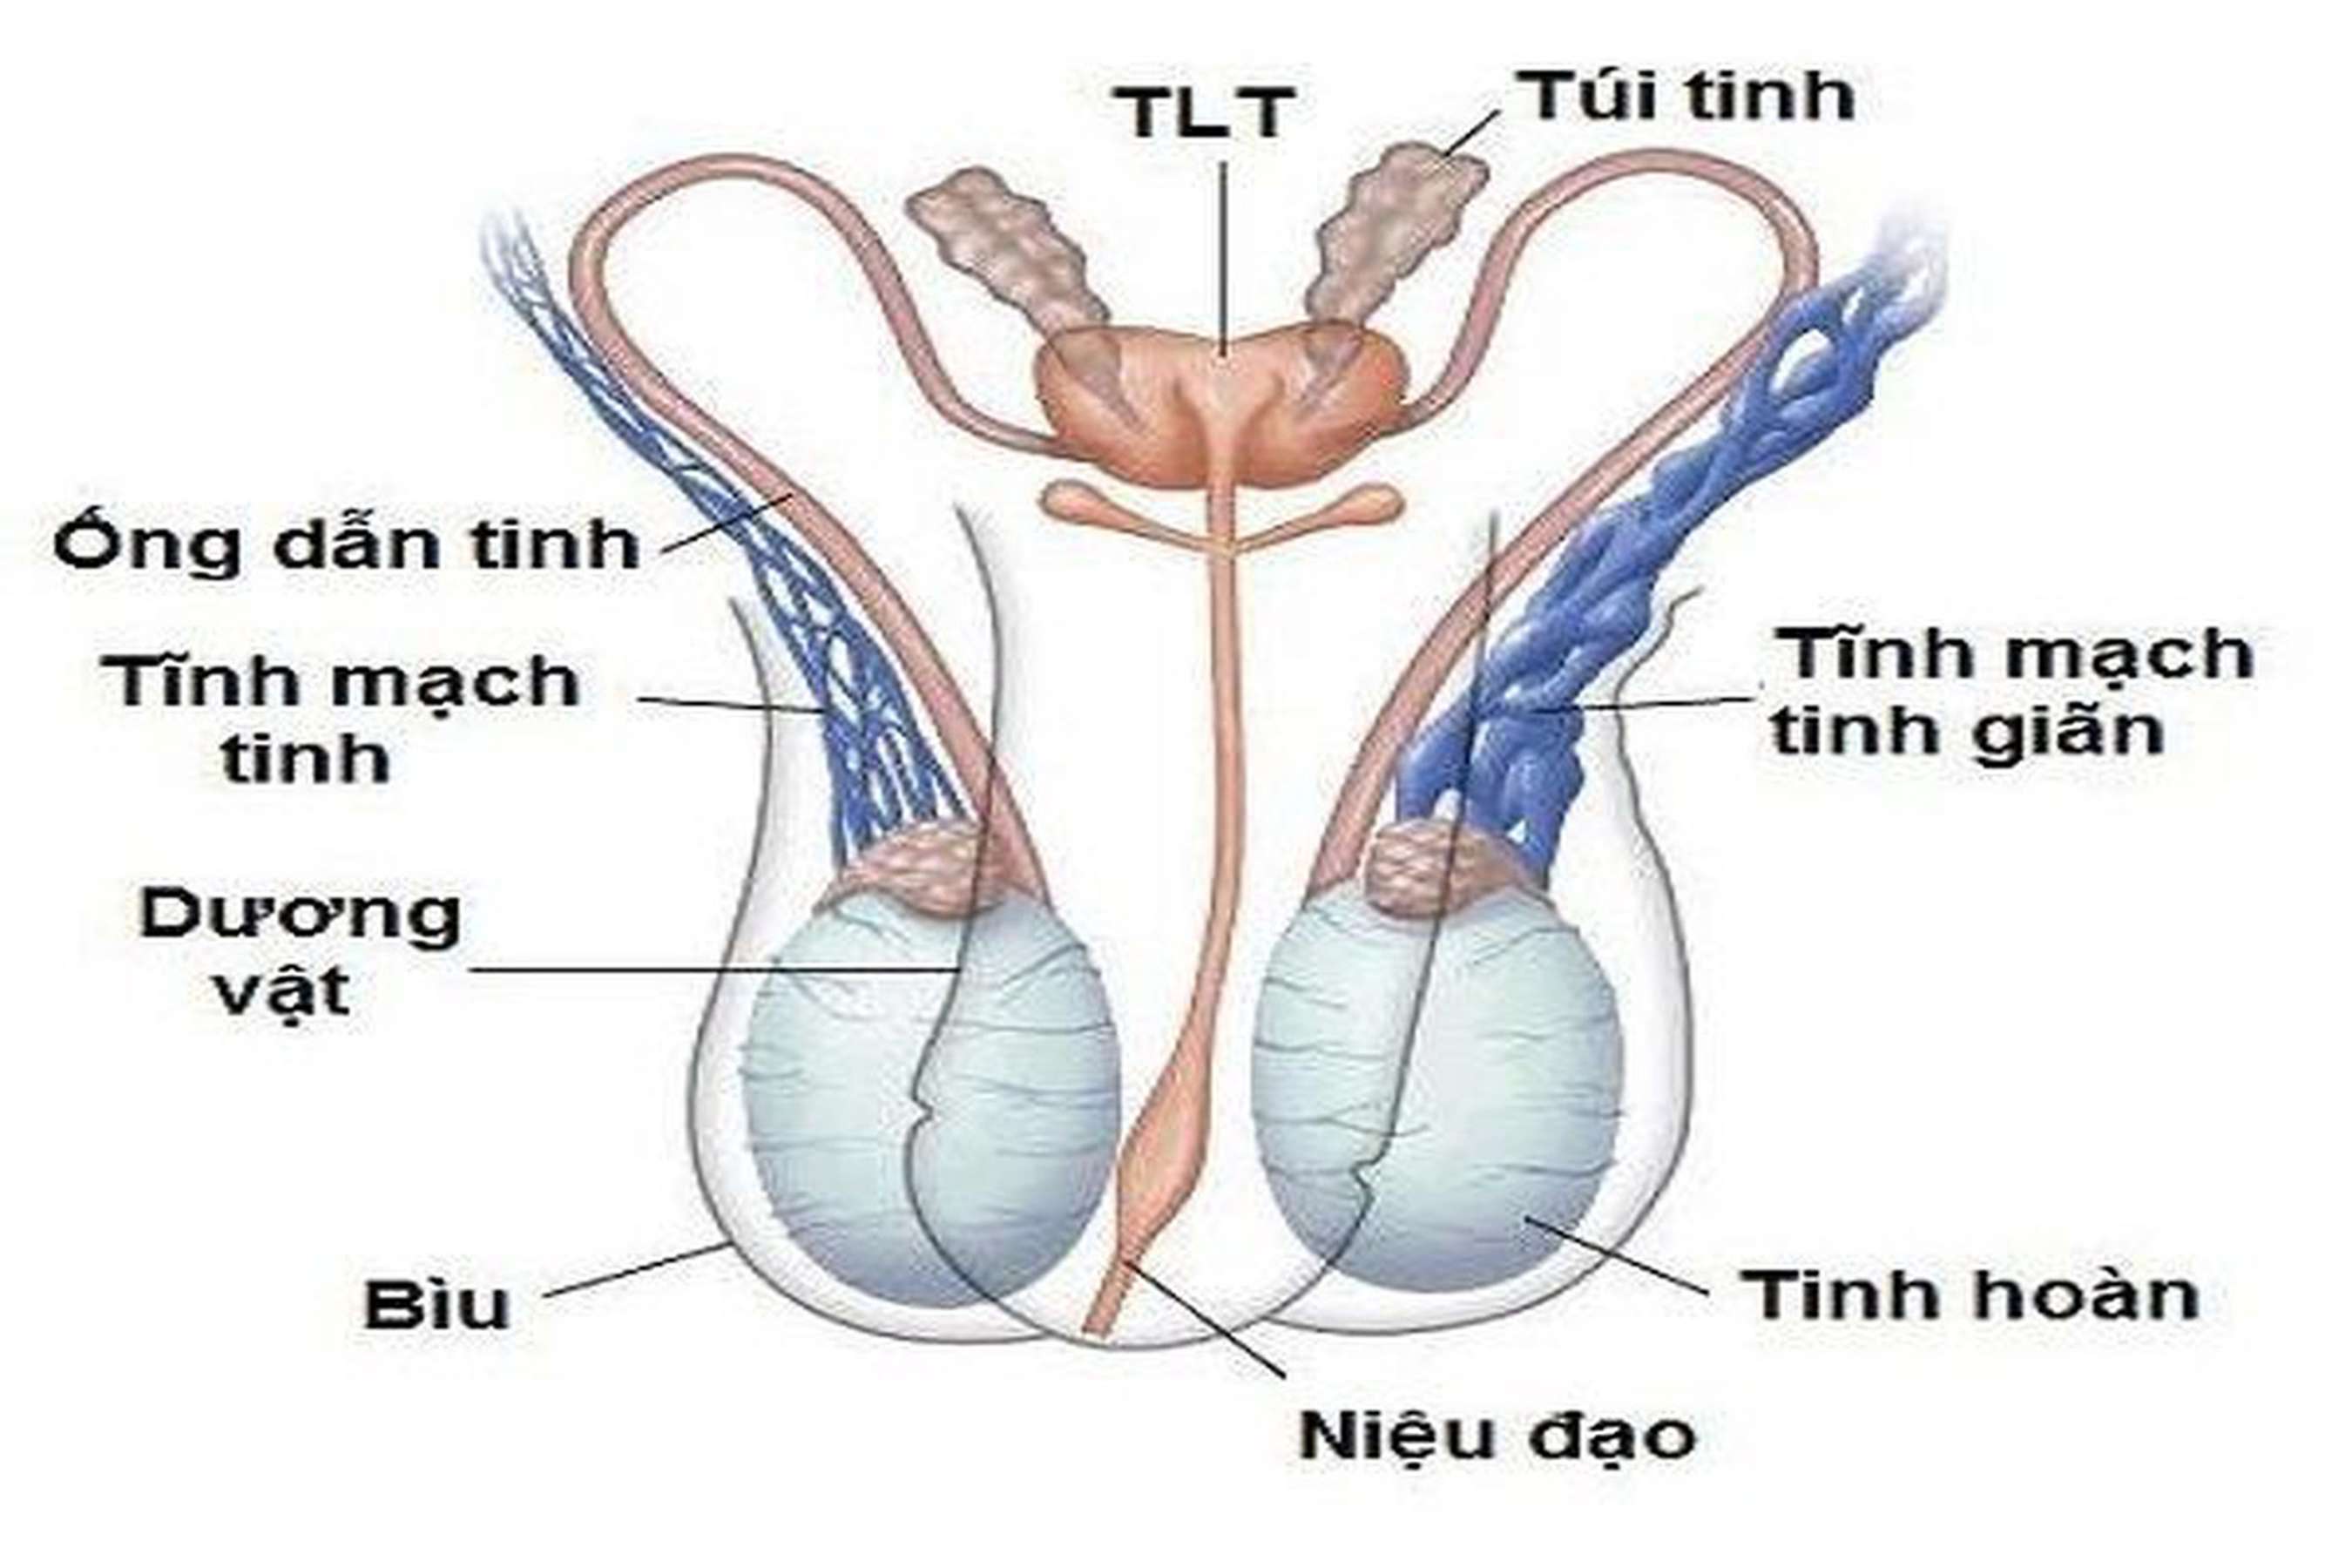 TLT
Túi tinh
Ống dẫn tinh
Tĩnh mạch
tinh
Tĩnh mạch
tinh giãn
Dương
vật
Bìu
Tinh hoàn
Niệu đạo